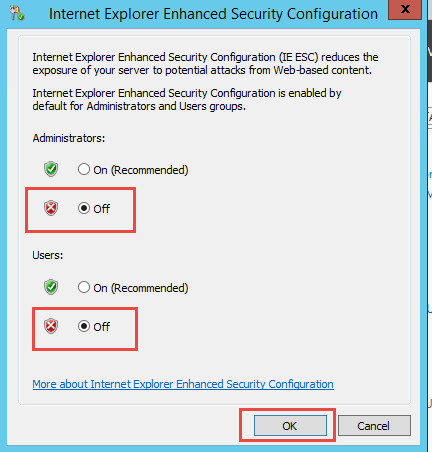 Internet Explorer Enhanced Security Configuration
x
Internet Explorer Enhanced Security Configuration (IE ESC) reduces the
exposure of your server to potential attacks from Web-based content.
Internet Explorer Enhanced Security Configuration is enabled by
default for Administrators and Users groups.
Administrators:
On (Recommended)
Off
Users:
On (Recommended)
Off
More about Internet Explorer Enhanced Security Configuration
OK
Cancel